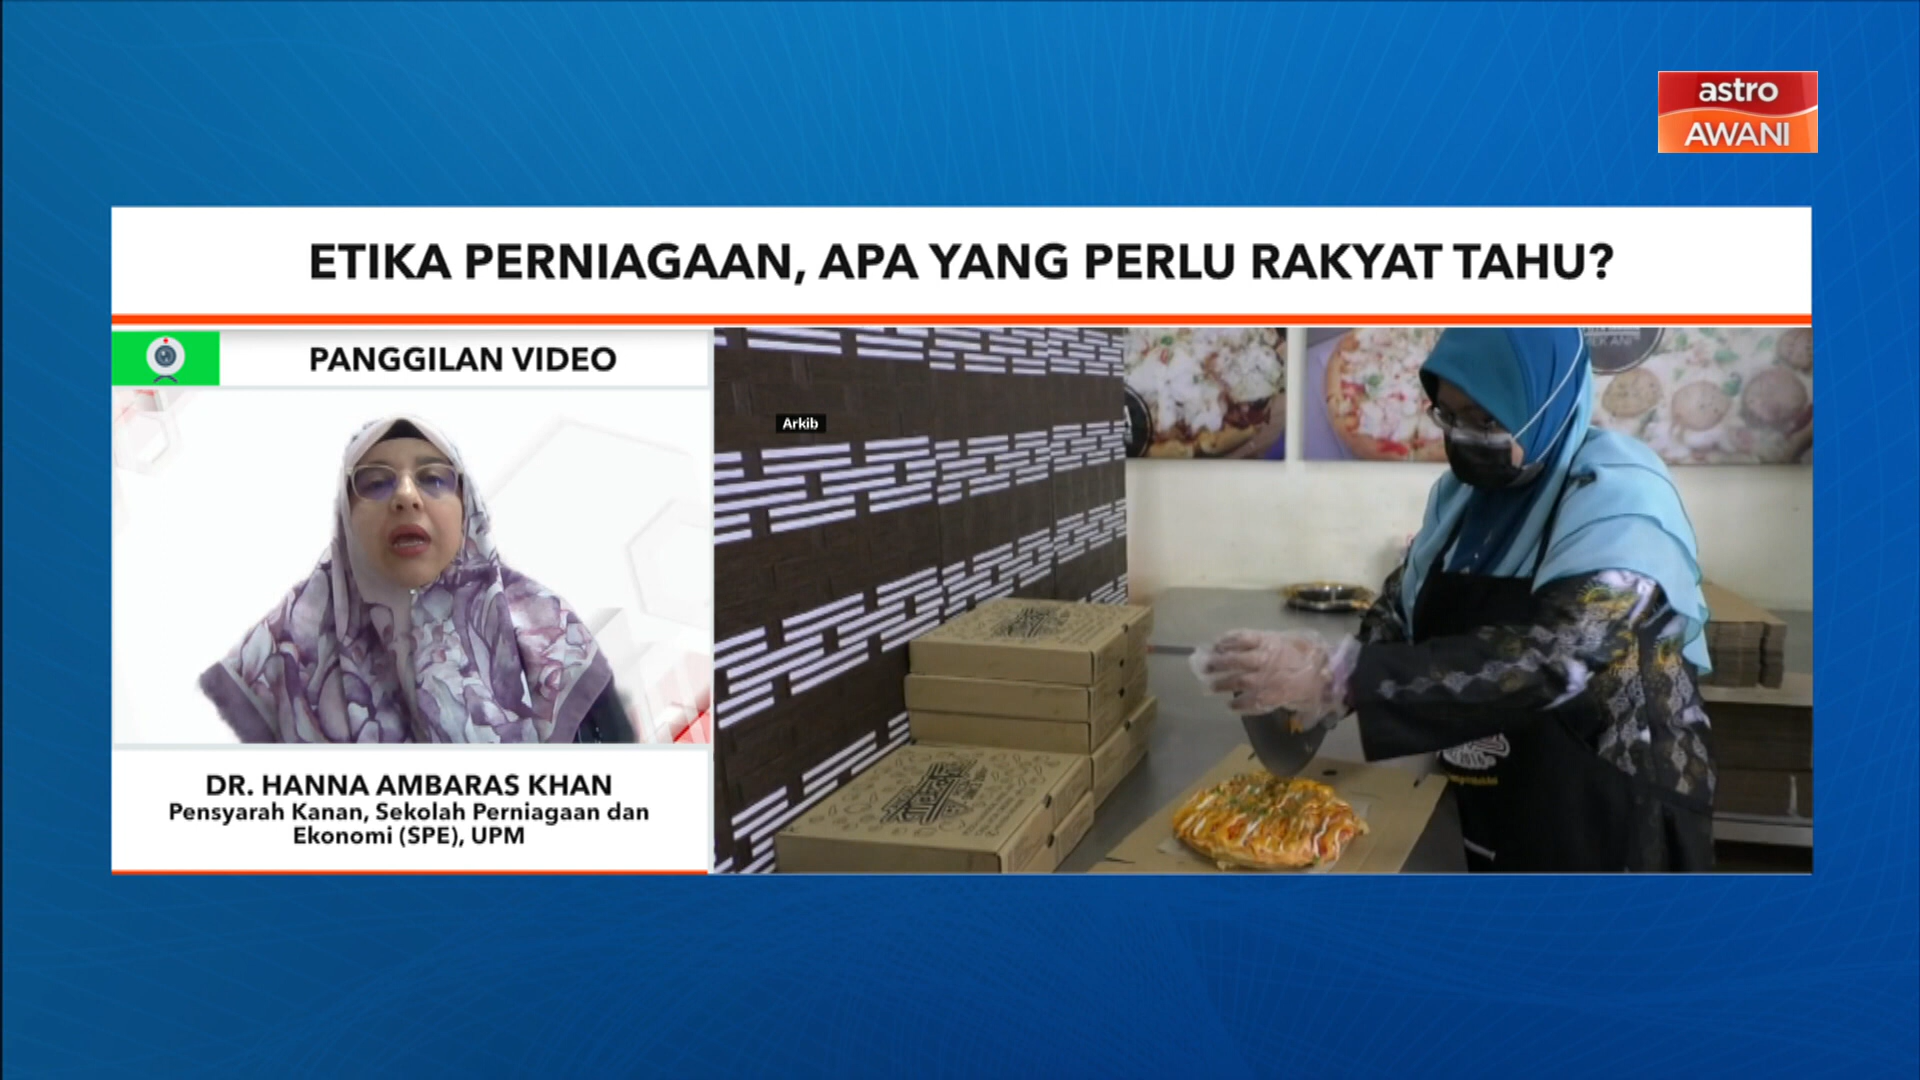 astro
AWANI
ETIKA PERNIAGAAN, APA YANG PERLU RAKYAT TAHU?
PANGGILAN VIDEO
Arkib
DR. HANNA AMBARAS KHAN
Pensyarah Kanan, Sekolah Perniagaan dan
Ekonomi (SPE), UPM